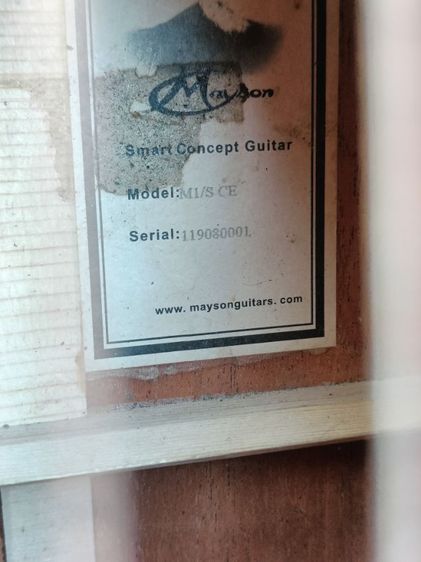 Mayson
Smart Concept Guitar
Model:M1/S CE
Serial:119080001
www. maysonguitars. com